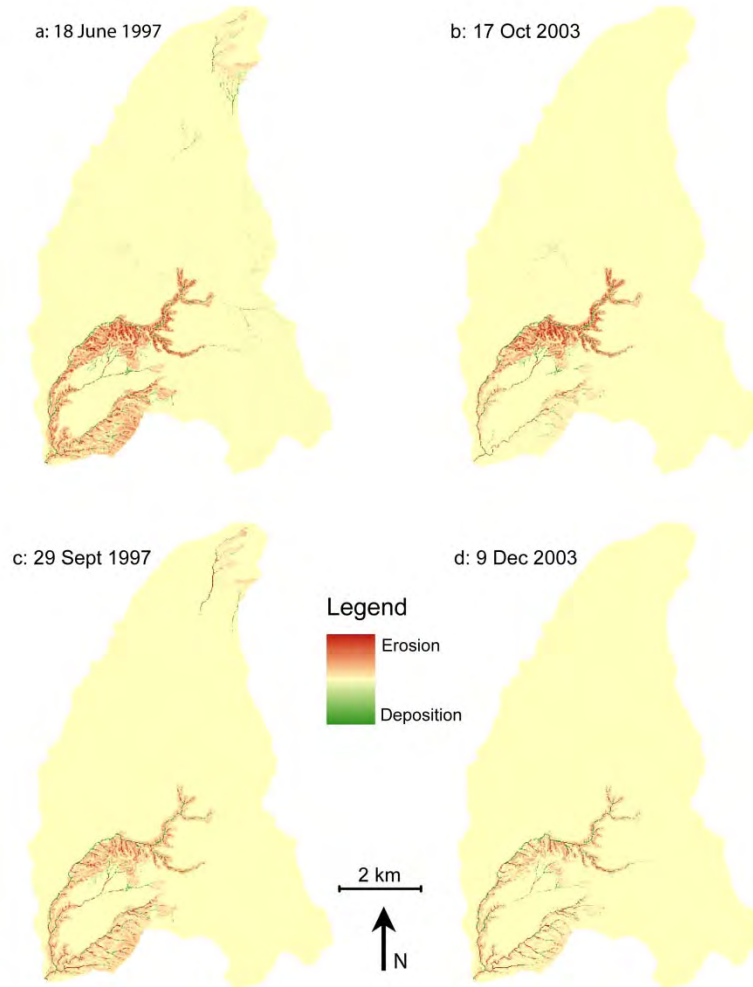 a: 18 June 1997
b: 17 Oct 2003
c: 29 Sept 1997
d: 9 Dec 2003
Legend
Erosion
Deposition
2 km
N